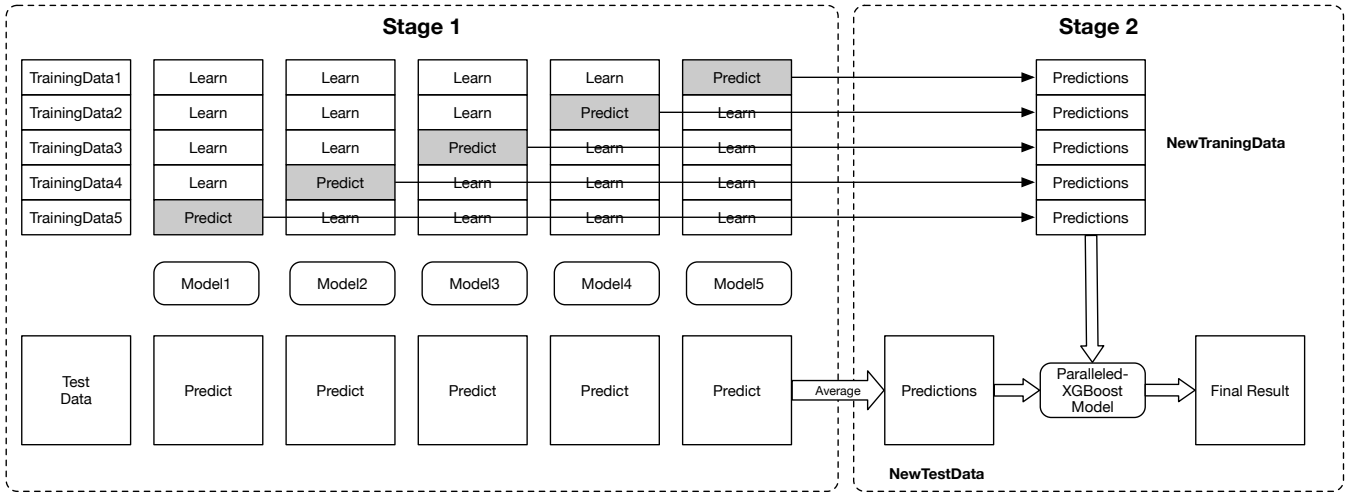 Stage 1
Stage 2
TrainingData1 Learn Learn Learn Learn Predict Predictions
TrainingData2 Learn Learn Learn Predict Learn Predictions
TrainingData3 Learn Learn Predict Learn Learn Predictions
NewTraningData
TrainingData4 Learn Predict Learn Learn Learn Predictions
TrainingData5 Predict Learn Learn Learn Learn Predictions
Model1 Model2 Model3 Model4 Model5
Test
Data
Predict Predict Predict Predict Predict
Average
Predictions
Paralleled-
XGBoost
Model
Final Result
NewTestData